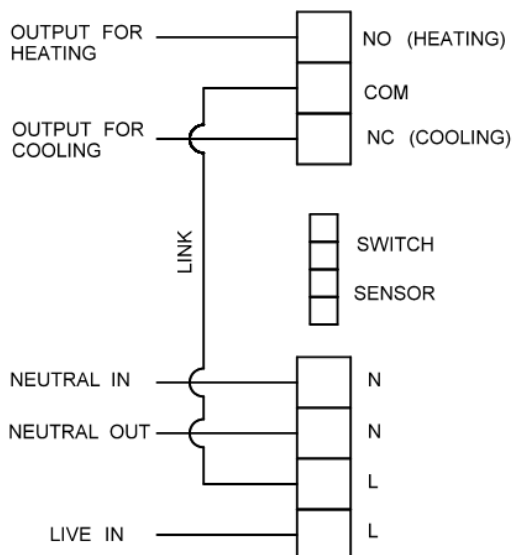 OUTPUT FOR
HEATING
NO (HEATING)
COM
OUTPUT FOR
COOLING
NC (COOLING)
LINK
SWITCH
SENSOR
NEUTRAL IN
N
NEUTRAL OUT
N
L
LIVE IN
L